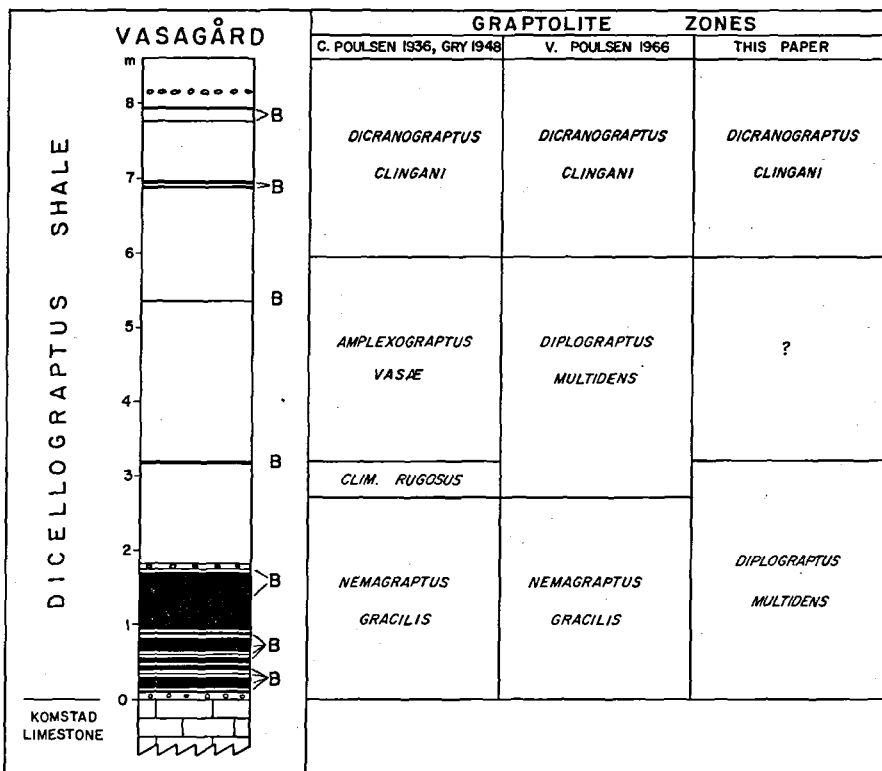 VASAGÅRD
GRAPTOLITE ZONES
C. POULSEN 1936, GRY 1948
V. POULSEN 1966
THIS PAPER
m
8
7
6
5
4
3
2
1
0
B
B
B
B
B
B
B
DICELLOGRAPTUS SHALE
KOMSTAD
LIMESTONE
DICRANOGRAPTUS
CLINGANI
AMPLEXOGRAPTUS
VASÆ
CLIM. RUGOSUS
NEMAGRAPTUS
GRACILIS
DICRANOGRAPTUS
CLINGANI
DIPLOGRAPTUS
MULTIDENS
NEMAGRAPTUS
GRACILIS
DICRANOGRAPTUS
CLINGANI
?
DIPLOGRAPTUS
MULTIDENS